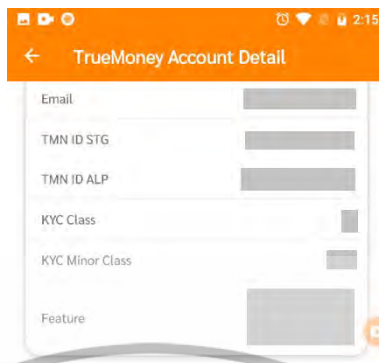 2:15
TrueMoney Account Detail
Email
TMN ID STG
TMN ID ALP
KYC Class
KYC Minor Class
Feature